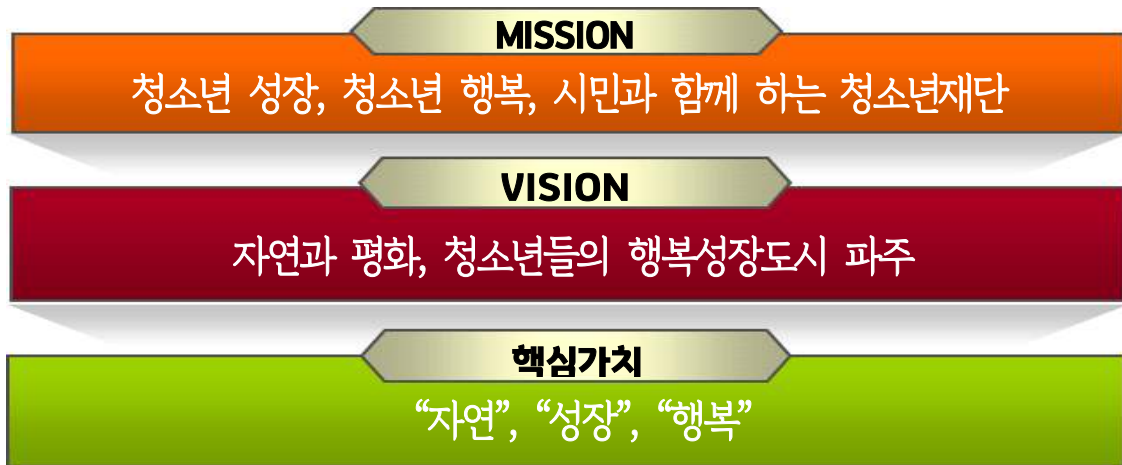 MISSION
청소년 성장, 청소년 행복, 시민과 함께 하는 청소년재단
VISION
자연과 평화, 청소년들의 행복성장도시 파주
핵심가치
“자연”, “성장”, “행복”